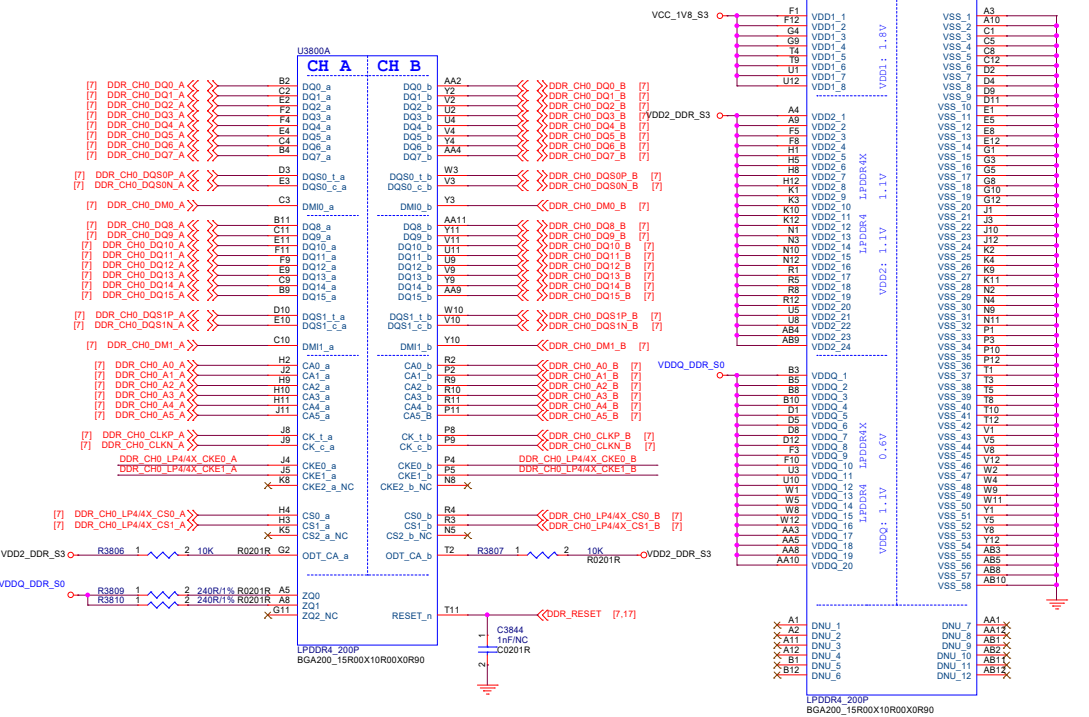 U3800A
CH A CH B
[7] DDR_CH0_DQ0_A B2 DQ0_a DQ0_b AA2 DDR_CH0_DQ0_B [7]
[7] DDR_CH0_DQ1_A C2 DQ1_a DQ1_b Y2 DDR_CH0_DQ1_B [7]
[7] DDR_CH0_DQ2_A E2 DQ2_a DQ2_b V2 DDR_CH0_DQ2_B [7]
[7] DDR_CH0_DQ3_A F2 DQ3_a DQ3_b U2 DDR_CH0_DQ3_B [7]
[7] DDR_CH0_DQ4_A F4 DQ4_a DQ4_b U4 DDR_CH0_DQ4_B [7]
[7] DDR_CH0_DQ5_A E4 DQ5_a DQ5_b V4 DDR_CH0_DQ5_B [7]
[7] DDR_CH0_DQ6_A C4 DQ6_a DQ6_b Y4 DDR_CH0_DQ6_B [7]
[7] DDR_CH0_DQ7_A B4 DQ7_a DQ7_b AA4 DDR_CH0_DQ7_B [7]
[7] DDR_CH0_DQS0P_A D3 DQS0_t_a DQS0_t_b W3 DDR_CH0_DQS0P_B [7]
[7] DDR_CH0_DQS0N_A E3 DQS0_c_a DQS0_c_b V3 DDR_CH0_DQS0N_B [7]
[7] DDR_CH0_DM0_A C3 DMI0_a DMI0_b Y3 DDR_CH0_DM0_B [7]
[7] DDR_CH0_DQ8_A B11 DQ8_a DQ8_b AA11 DDR_CH0_DQ8_B [7]
[7] DDR_CH0_DQ9_A C11 DQ9_a DQ9_b Y11 DDR_CH0_DQ9_B [7]
[7] DDR_CH0_DQ10_A E11 DQ10_a DQ10_b V11 DDR_CH0_DQ10_B [7]
[7] DDR_CH0_DQ11_A F11 DQ11_a DQ11_b U11 DDR_CH0_DQ11_B [7]
[7] DDR_CH0_DQ12_A F9 DQ12_a DQ12_b U9 DDR_CH0_DQ12_B [7]
[7] DDR_CH0_DQ13_A E9 DQ13_a DQ13_b V9 DDR_CH0_DQ13_B [7]
[7] DDR_CH0_DQ14_A C9 DQ14_a DQ14_b Y9 DDR_CH0_DQ14_B [7]
[7] DDR_CH0_DQ15_A B9 DQ15_a DQ15_b AA9 DDR_CH0_DQ15_B [7]
[7] DDR_CH0_DQS1P_A D10 DQS1_t_a DQS1_t_b W10 DDR_CH0_DQS1P_B [7]
[7] DDR_CH0_DQS1N_A E10 DQS1_c_a DQS1_c_b V10 DDR_CH0_DQS1N_B [7]
[7] DDR_CH0_DM1_A C10 DMI1_a DMI1_b Y10 DDR_CH0_DM1_B [7]
[7] DDR_CH0_A0_A H2 CA0_a CA0_b R2 DDR_CH0_A0_B [7]
[7] DDR_CH0_A1_A J2 CA1_a CA1_b P2 DDR_CH0_A1_B [7]
[7] DDR_CH0_A2_A H9 CA2_a CA2_b R9 DDR_CH0_A2_B [7]
[7] DDR_CH0_A3_A H10 CA3_a CA3_b R10 DDR_CH0_A3_B [7]
[7] DDR_CH0_A4_A H11 CA4_a CA4_b R11 DDR_CH0_A4_B [7]
[7] DDR_CH0_A5_A J11 CA5_a CA5_B P11 DDR_CH0_A5_B [7]
[7] DDR_CH0_CLKP_A J8 CK_t_a CK_t_b P8 DDR_CH0_CLKP_B [7]
[7] DDR_CH0_CLKN_A J9 CK_c_a CK_c_b P9 DDR_CH0_CLKN_B [7]
DDR_CH0_LP4/4X_CKE0_A J4 CKE0_a CKE0_b P4 DDR_CH0_LP4/4X_CKE0_B
DDR_CH0_LP4/4X_CKE1_A J5 CKE1_a CKE1_b P5 DDR_CH0_LP4/4X_CKE1_B
K8 CKE2_a_NC CKE2_b_NC N8
[7] DDR_CH0_LP4/4X_CS0_A H4 CS0_a CS0_b R4 DDR_CH0_LP4/4X_CS0_B [7]
[7] DDR_CH0_LP4/4X_CS1_A H3 CS1_a CS1_b R3 DDR_CH0_LP4/4X_CS1_B [7]
K5 CS2_a_NC CS2_b_NC N5
VDD2_DDR_S3 R3806 1 2 10K R0201R G2 ODT_CA_a ODT_CA_b T2 R3807 1 2 10K R0201R VDD2_DDR_S3
VDDQ_DDR_S0 R3809 1 2 240R/1% R0201R A5 ZQ0
R3810 1 2 240R/1% R0201R A8 ZQ1
G11 ZQ2_NC RESET_n T11 DDR_RESET [7,17]
1 C3844
1nF/NC
C0201R
2
LPDDR4_200P
BGA200_15R00X10R00X0R90
VCC_1V8_S3
F1 VDD1_1
F12 VDD1_2
G4 VDD1_3
G9 VDD1_4
T4 VDD1_5
T9 VDD1_6
U1 VDD1_7
U12 VDD1_8
VDD1: 1.8V
VDD2_DDR_S3
A4 VDD2_1
A9 VDD2_2
F5 VDD2_3
F8 VDD2_4
H1 VDD2_5
H5 VDD2_6
H8 VDD2_7
H12 VDD2_8
K1 VDD2_9
K3 VDD2_10
K10 VDD2_11
K12 VDD2_12
N1 VDD2_13
N3 VDD2_14
N10 VDD2_15
N12 VDD2_16
R1 VDD2_17
R5 VDD2_18
R8 VDD2_19
R12 VDD2_20
U5 VDD2_21
U8 VDD2_22
AB4 VDD2_23
AB9 VDD2_24
LPDDR4 LPDDR4X
VDD2: 1.1V 1.1V
VDDQ_DDR_S0
B3 VDDQ_1
B5 VDDQ_2
B8 VDDQ_3
B10 VDDQ_4
D1 VDDQ_5
D5 VDDQ_6
D8 VDDQ_7
D12 VDDQ_8
F3 VDDQ_9
F10 VDDQ_10
U3 VDDQ_11
U10 VDDQ_12
W1 VDDQ_13
W5 VDDQ_14
W8 VDDQ_15
W12 VDDQ_16
AA3 VDDQ_17
AA5 VDDQ_18
AA8 VDDQ_19
AA10 VDDQ_20
LPDDR4 LPDDR4X
VDDQ: 1.1V 0.6V
VSS_1 A3
VSS_2 A10
VSS_3 C1
VSS_4 C5
VSS_5 C8
VSS_6 C12
VSS_7 D2
VSS_8 D4
VSS_9 D9
VSS_10 D11
VSS_11 E1
VSS_12 E5
VSS_13 E8
VSS_14 E12
VSS_15 G1
VSS_16 G3
VSS_17 G5
VSS_18 G8
VSS_19 G10
VSS_20 G12
VSS_21 J1
VSS_22 J3
VSS_23 J10
VSS_24 J12
VSS_25 K2
VSS_26 K4
VSS_27 K9
VSS_28 K11
VSS_29 N2
VSS_30 N4
VSS_31 N9
VSS_32 N11
VSS_33 P1
VSS_34 P3
VSS_35 P10
VSS_36 P12
VSS_37 T1
VSS_38 T3
VSS_39 T5
VSS_40 T8
VSS_41 T10
VSS_42 T12
VSS_43 V1
VSS_44 V5
VSS_45 V8
VSS_46 V12
VSS_47 W2
VSS_48 W4
VSS_49 W9
VSS_50 W11
VSS_51 Y1
VSS_52 Y5
VSS_53 Y8
VSS_54 Y12
VSS_55 AB3
VSS_56 AB5
VSS_57 AB8
VSS_58 AB10
A1 DNU_1 DNU_7 AA1
A2 DNU_2 DNU_8 AA12
A11 DNU_3 DNU_9 AB1
A12 DNU_4 DNU_10 AB2
B1 DNU_5 DNU_11 AB11
B12 DNU_6 DNU_12 AB12
LPDDR4_200P
BGA200_15R00X10R00X0R90